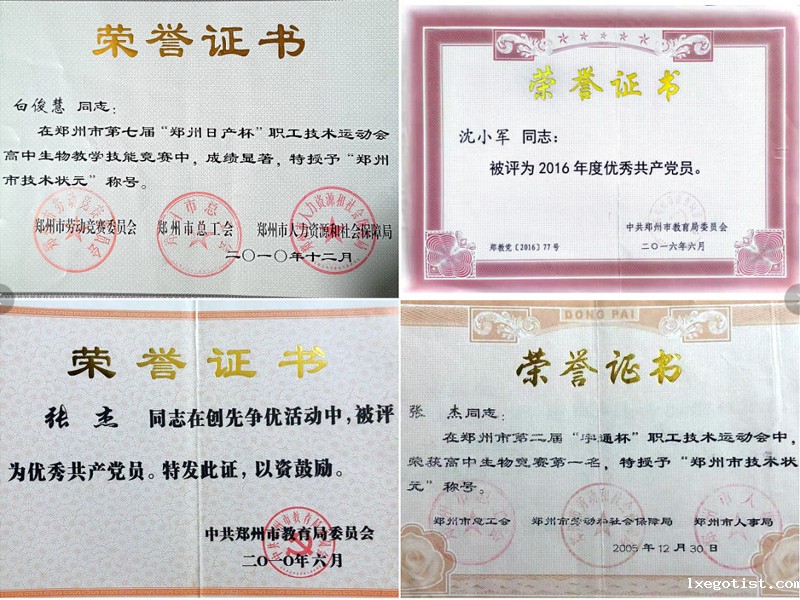 荣誉证书
白俊慧 同志：
在郑州市第七届“郑州日产杯”职工技术运动会
高中生物教学技能竞赛中，成绩显著，特授予“郑州
市技术状元”称号。
郑州市劳动竞赛委员会 郑州市总工会 郑州市人力资源和社会保障局
二〇一〇年十二月
荣誉证书
沈小军 同志：
被评为2016年度优秀共产党员。
中共郑州市教育局委员会
郑教党〔2016〕77号
二〇一六年六月
荣誉证书
张杰 同志在创先争优活动中，被评
为优秀共产党员。特发此证，以资鼓励。
中共郑州市教育局委员会
二〇一〇年六月
DONG PAI
荣誉证书
张杰同志：
在郑州市第二届“宇通杯”职工技术运动会中，
荣获高中生物竞赛第一名，特授予“郑州市技术状
元”称号。
郑州市总工会 郑州市劳动和社会保障局 郑州市人事局
2005年12月30日
lxegotist.com